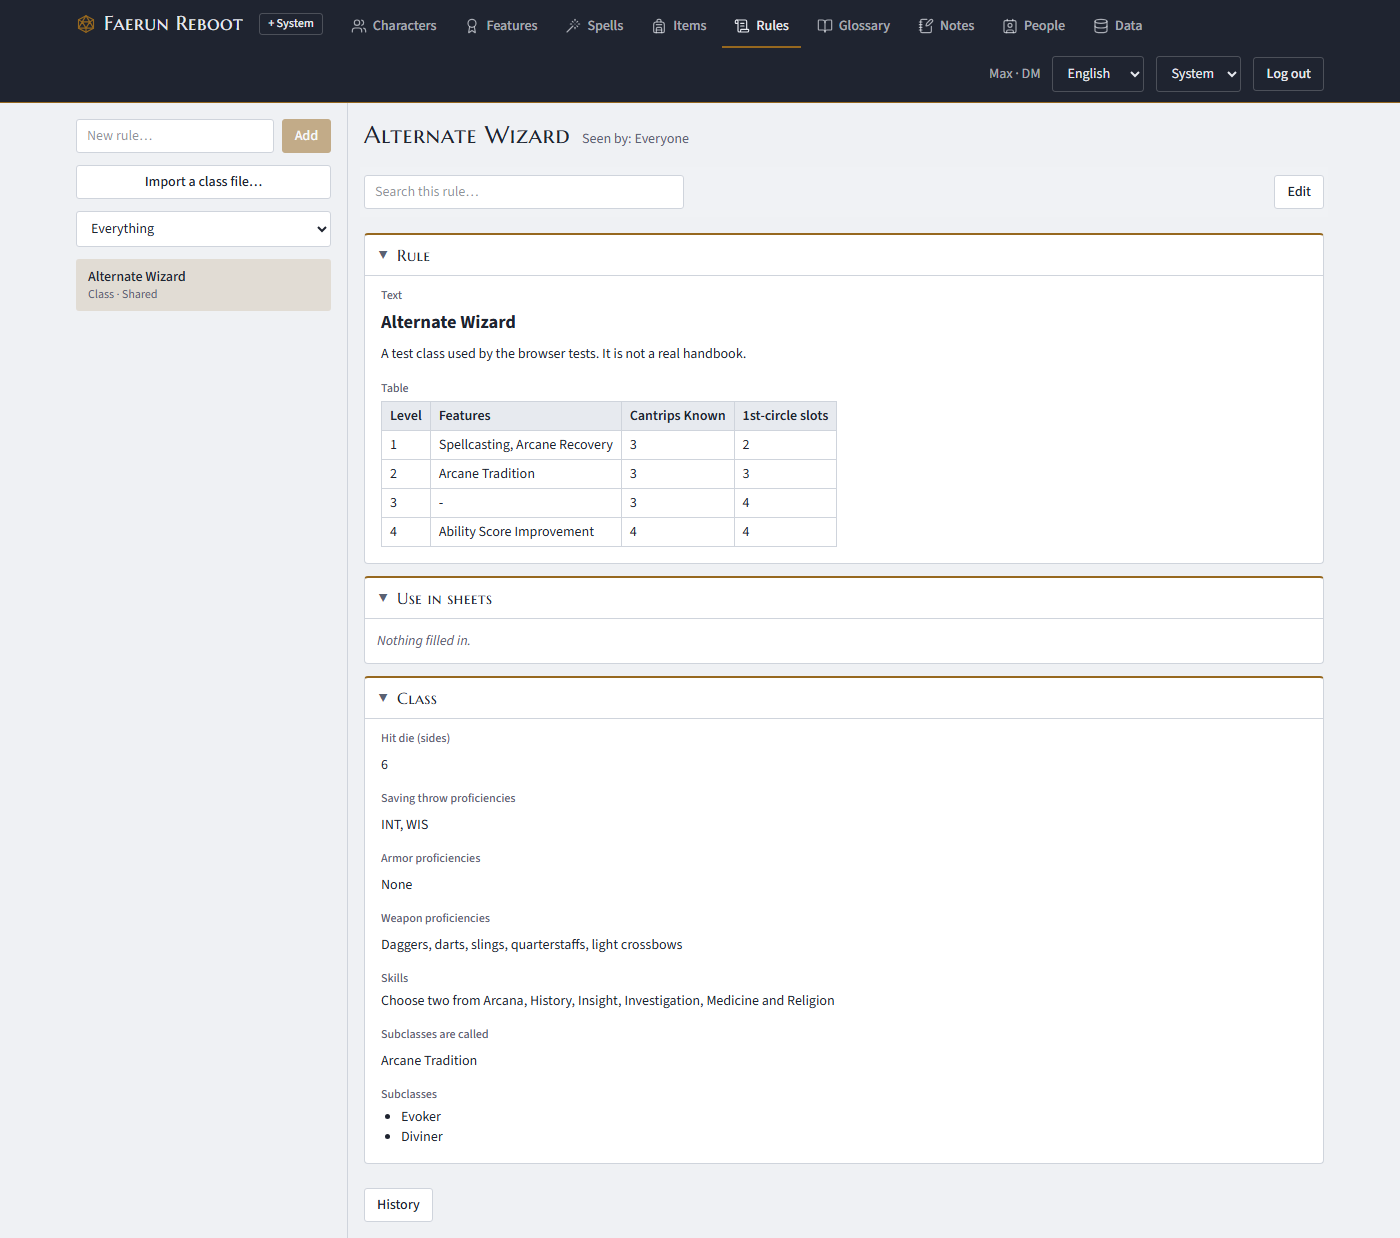 Faerun Reboot
+ System
Characters
Features
Spells
Items
Rules
Glossary
Notes
People
Data
Max · DM
English
System
Log out
New rule…
Add
Import a class file…
Everything
Alternate Wizard
Class · Shared
Alternate Wizard
Seen by: Everyone
Search this rule…
Edit
Rule
Text
Alternate Wizard
A test class used by the browser tests. It is not a real handbook.
Table
Level Features Cantrips Known 1st-circle slots
1 Spellcasting, Arcane Recovery 3 2
2 Arcane Tradition 3 3
3 - 3 4
4 Ability Score Improvement 4 4
Use in sheets
Nothing filled in.
Class
Hit die (sides)
6
Saving throw proficiencies
INT, WIS
Armor proficiencies
None
Weapon proficiencies
Daggers, darts, slings, quarterstaffs, light crossbows
Skills
Choose two from Arcana, History, Insight, Investigation, Medicine and Religion
Subclasses are called
Arcane Tradition
Subclasses
• Evoker
• Diviner
History